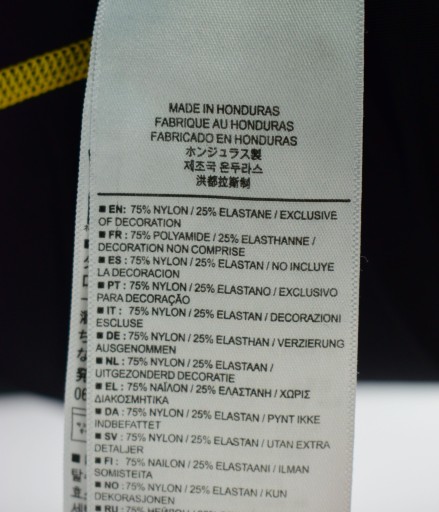 MADE IN HONDURAS
FABRIQUE AU HONDURAS
FABRICADO EN HONDURAS
ホンジュラス製
제조국 온두라스
洪都拉斯制
■ EN: 75% NYLON / 25% ELASTANE / EXCLUSIVE
OF DECORATION
■ FR : 75% POLYAMIDE / 25% ELASTHANNE /
DECORATION NON COMPRISE
■ ES : 75% NYLON / 25% ELASTAN / NO INCLUYE
LA DECORACION
■ PT : 75% NYLON / 25% ELASTANO / EXCLUSIVO
PARA DECORAÇÃO
■ IT : 75% NYLON / 25% ELASTAN / DECORAZIONI
ESCLUSE
■ DE : 75% NYLON / 25% ELASTHAN / VERZIERUNG
AUSGENOMMEN
■ NL : 75% NYLON / 25% ELASTAAN /
UITGEZONDERD DECORATIE
■ EL : 75% ΝΑΪΛΟΝ / 25% ΕΛΑΣΤΑΝΗ / ΧΩΡΙΣ
ΔΙΑΚΟΣΜΗΤΙΚΑ
■ DA : 75% NYLON / 25% ELASTAN / PYNT IKKE
INDBEFATTET
■ SV : 75% NYLON / 25% ELASTAN / UTAN EXTRA
DETALJER
■ FI : 75% NAILON / 25% ELASTAANI / ILMAN
SOMISTEITA
■ NO : 75% NYLON / 25% ELASTAN / KUN
DEKORASJONEN
■ RU : 75%